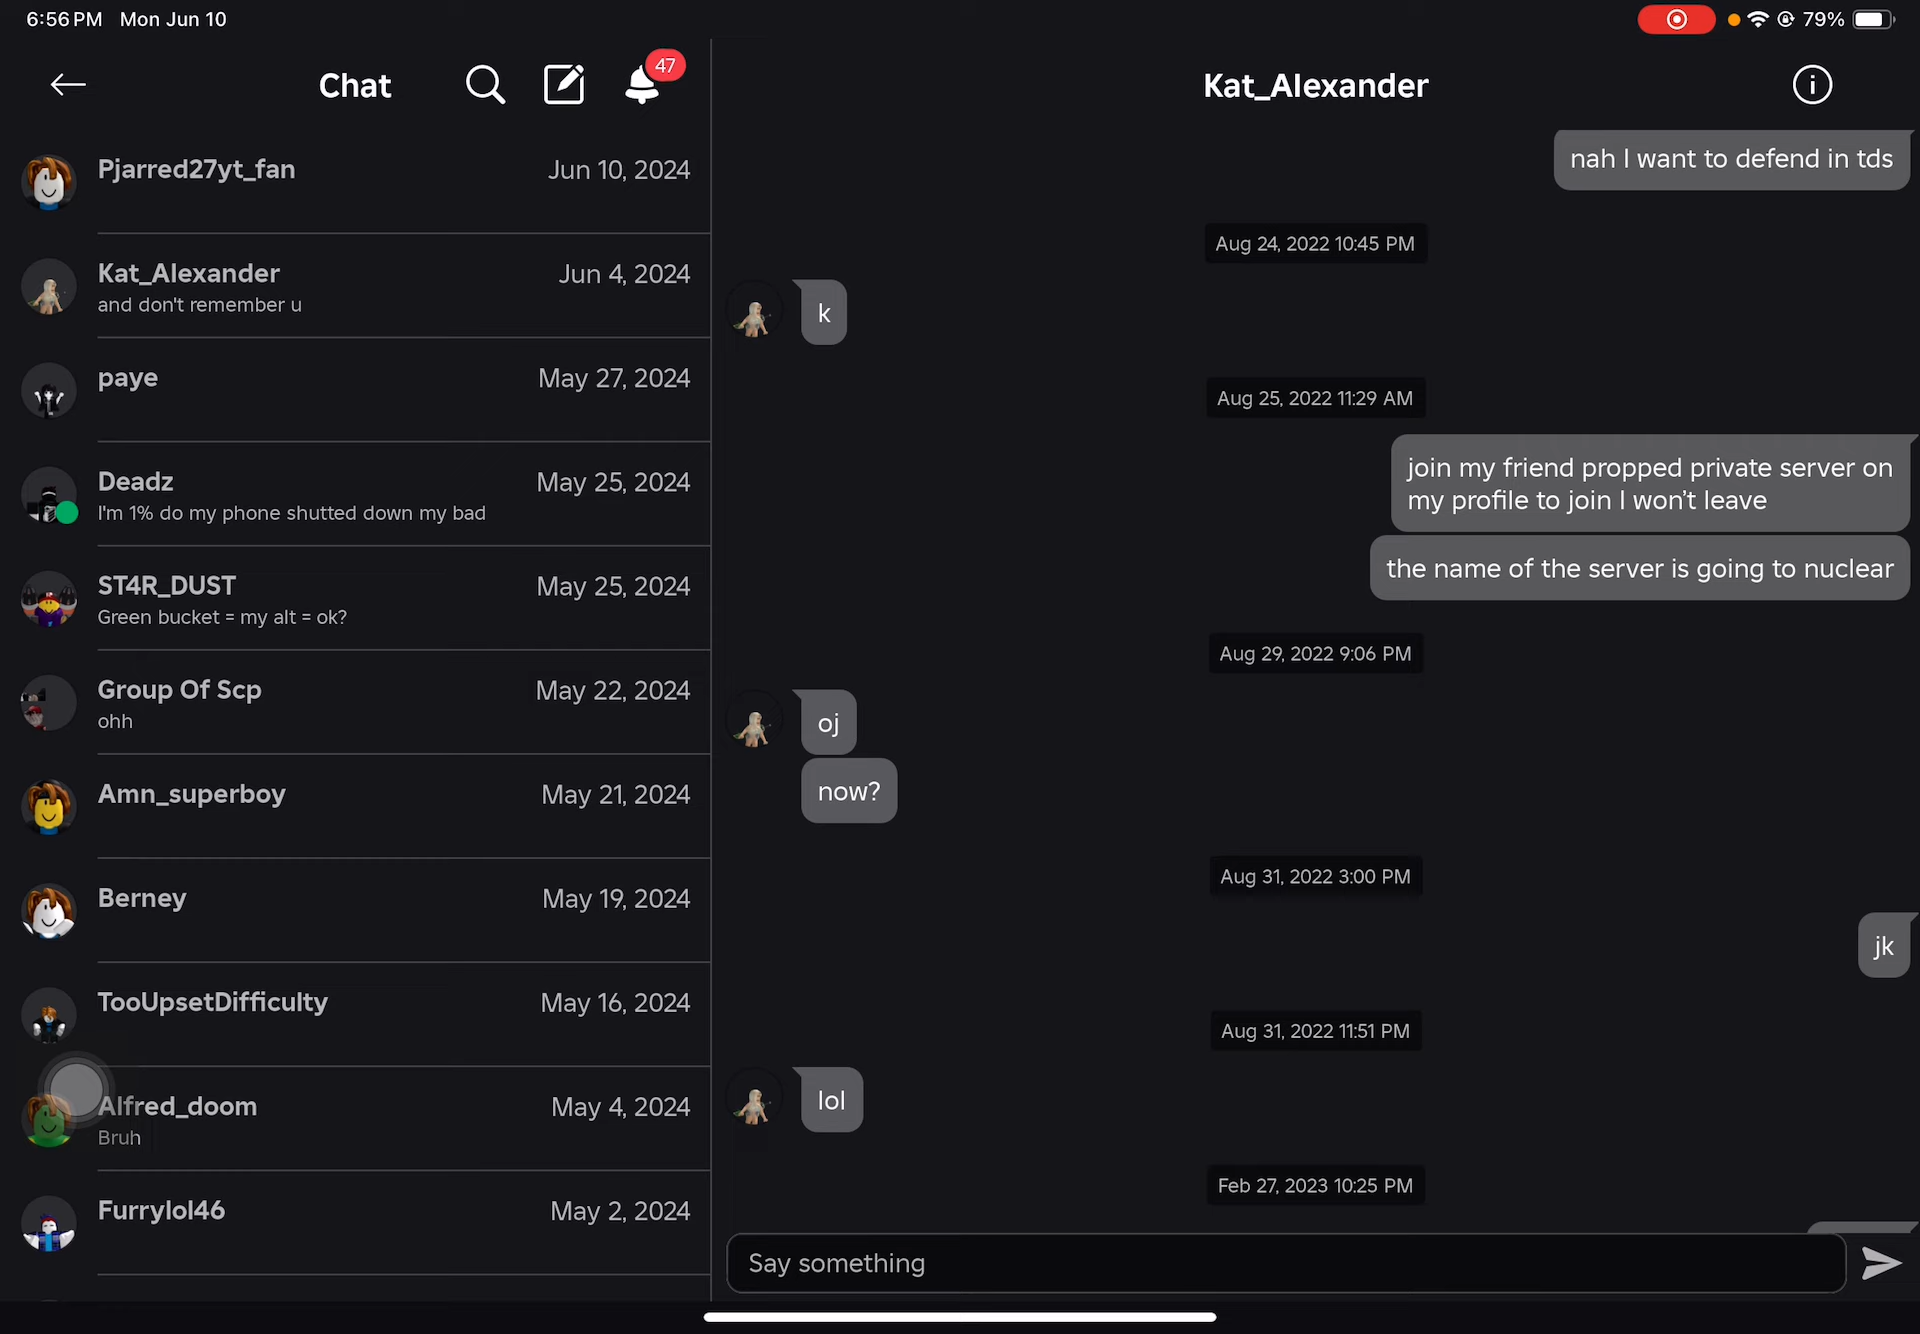 6:56 PM Mon Jun 10
79%
Chat
47
Pjarred27yt_fan
Jun 10, 2024
Kat_Alexander
Jun 4, 2024
and don't remember u
paye
May 27, 2024
Deadz
May 25, 2024
I'm 1% do my phone shutted down my bad
ST4R_DUST
May 25, 2024
Green bucket = my alt = ok?
Group Of Scp
May 22, 2024
ohh
Amn_superboy
May 21, 2024
Berney
May 19, 2024
TooUpsetDifficulty
May 16, 2024
Alfred_doom
May 4, 2024
Bruh
Furrylol46
May 2, 2024
Kat_Alexander
nah I want to defend in tds
Aug 24, 2022 10:45 PM
k
Aug 25, 2022 11:29 AM
join my friend propped private server on
my profile to join I won’t leave
the name of the server is going to nuclear
Aug 29, 2022 9:06 PM
oj
now?
Aug 31, 2022 3:00 PM
jk
Aug 31, 2022 11:51 PM
lol
Feb 27, 2023 10:25 PM
Say something